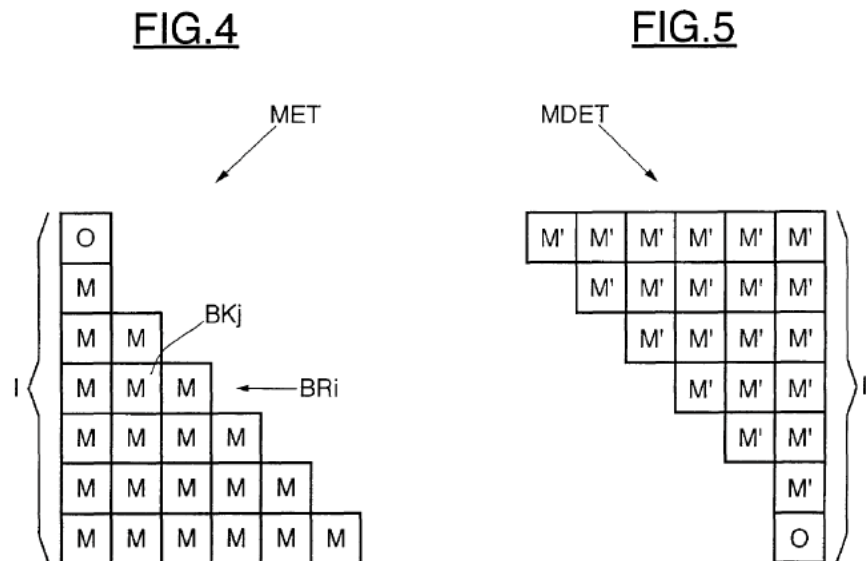 FIG.4
MET
O
M
M M
BKj
M M M
BRi
I
M M M M
M M M M M
M M M M M M
FIG.5
MDET
M' M' M' M' M' M'
M' M' M' M' M'
M' M' M' M'
M' M' M'
I
M' M'
M'
O